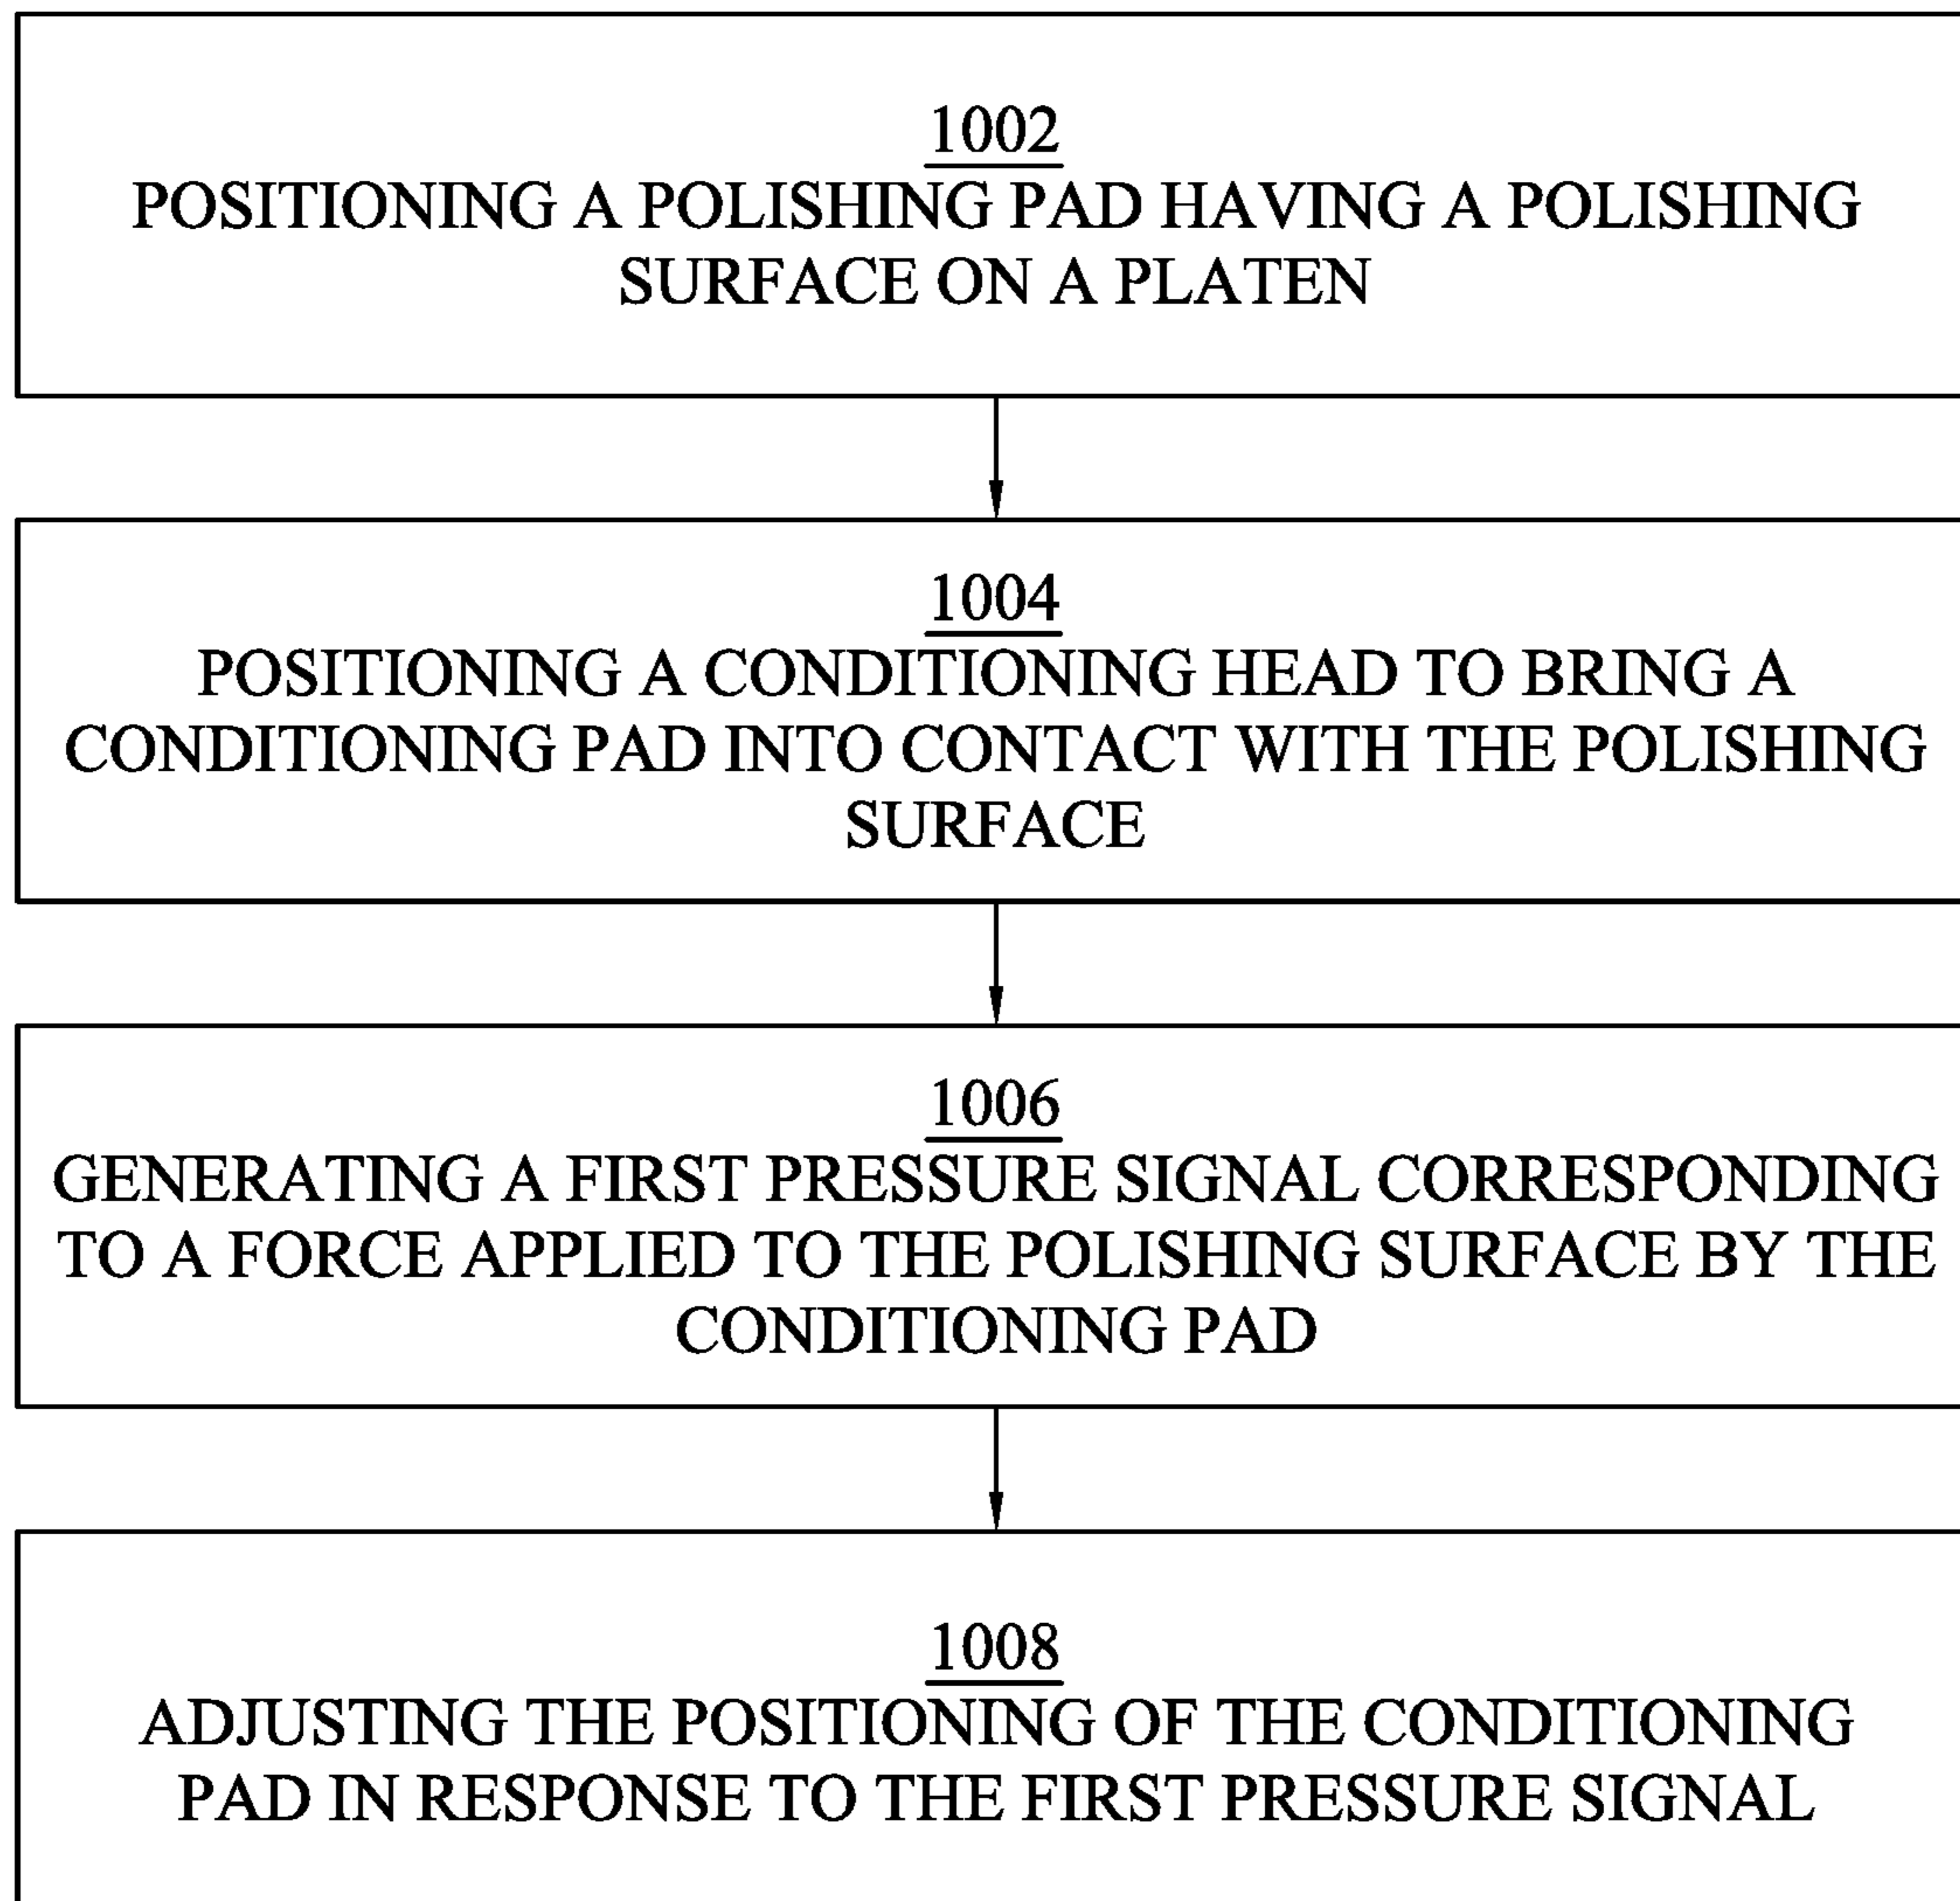 1002
POSITIONING A POLISHING PAD HAVING A POLISHING
SURFACE ON A PLATEN
1004
POSITIONING A CONDITIONING HEAD TO BRING A
CONDITIONING PAD INTO CONTACT WITH THE POLISHING
SURFACE
1006
GENERATING A FIRST PRESSURE SIGNAL CORRESPONDING
TO A FORCE APPLIED TO THE POLISHING SURFACE BY THE
CONDITIONING PAD
1008
ADJUSTING THE POSITIONING OF THE CONDITIONING
PAD IN RESPONSE TO THE FIRST PRESSURE SIGNAL